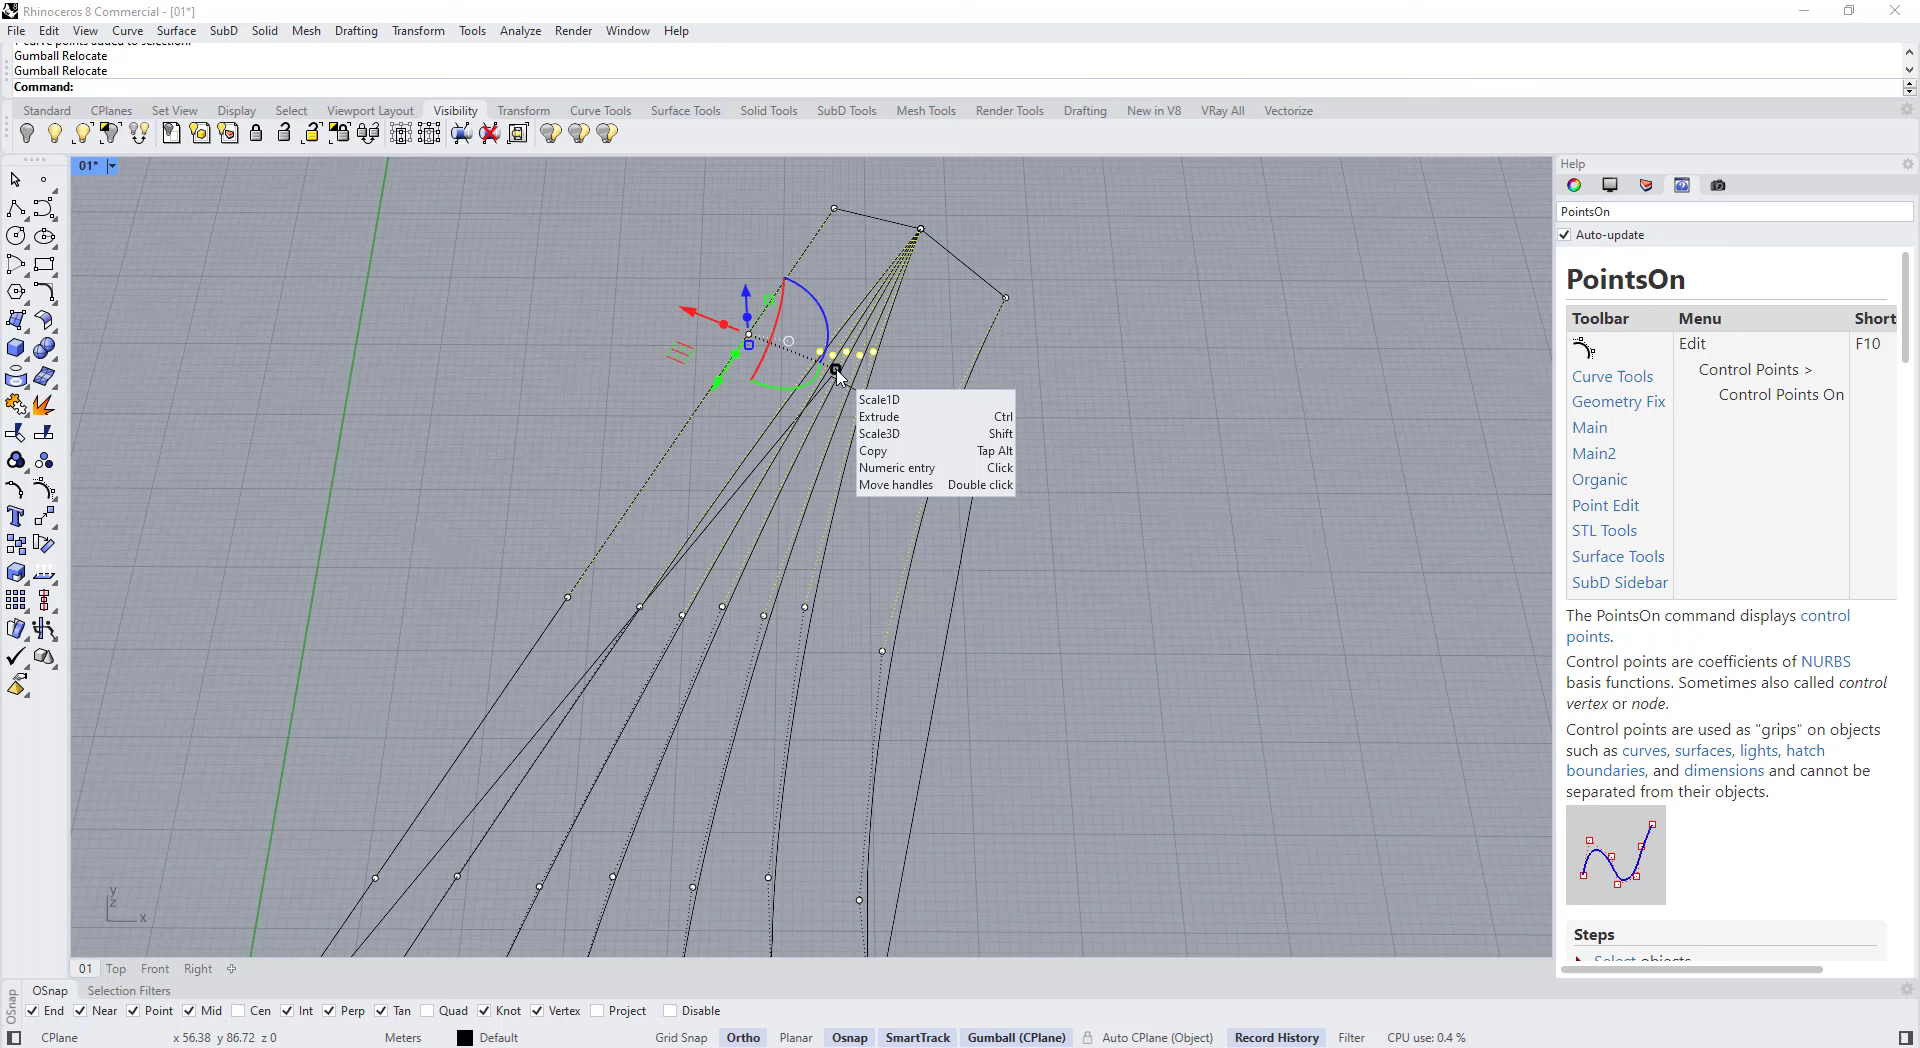 Rhinoceros 8 Commercial - [01*]
File Edit View Curve Surface SubD Solid Mesh Drafting Transform Tools Analyze Render Window Help
Gumball Relocate
Gumball Relocate
Command:
Standard CPlanes Set View Display Select Viewport Layout Visibility Transform Curve Tools Surface Tools Solid Tools SubD Tools Mesh Tools Render Tools Drafting New in V8 VRay All Vectorize
01*
Help
PointsOn
Auto-update
PointsOn
Toolbar Menu Short
Edit F10
Control Points >
Control Points On
Curve Tools
Geometry Fix
Main
Main2
Organic
Point Edit
STL Tools
Surface Tools
SubD Sidebar
The PointsOn command displays control
points.
Control points are coefficients of NURBS
basis functions. Sometimes also called control
vertex or node.
Control points are used as "grips" on objects
such as curves, surfaces, lights, hatch
boundaries, and dimensions and cannot be
separated from their objects.
Steps
Select objects
Scale1D
Extrude Ctrl
Scale3D Shift
Copy Tap Alt
Numeric entry Click
Move handles Double click
y
z
x
01 Top Front Right
OSnap
OSnap Selection Filters
End Near Point Mid Cen Int Perp Tan Quad Knot Vertex Project Disable
CPlane x 56.38 y 86.72 z 0 Meters Default Grid Snap Ortho Planar Osnap SmartTrack Gumball (CPlane) Auto CPlane (Object) Record History Filter CPU use: 0.4 %